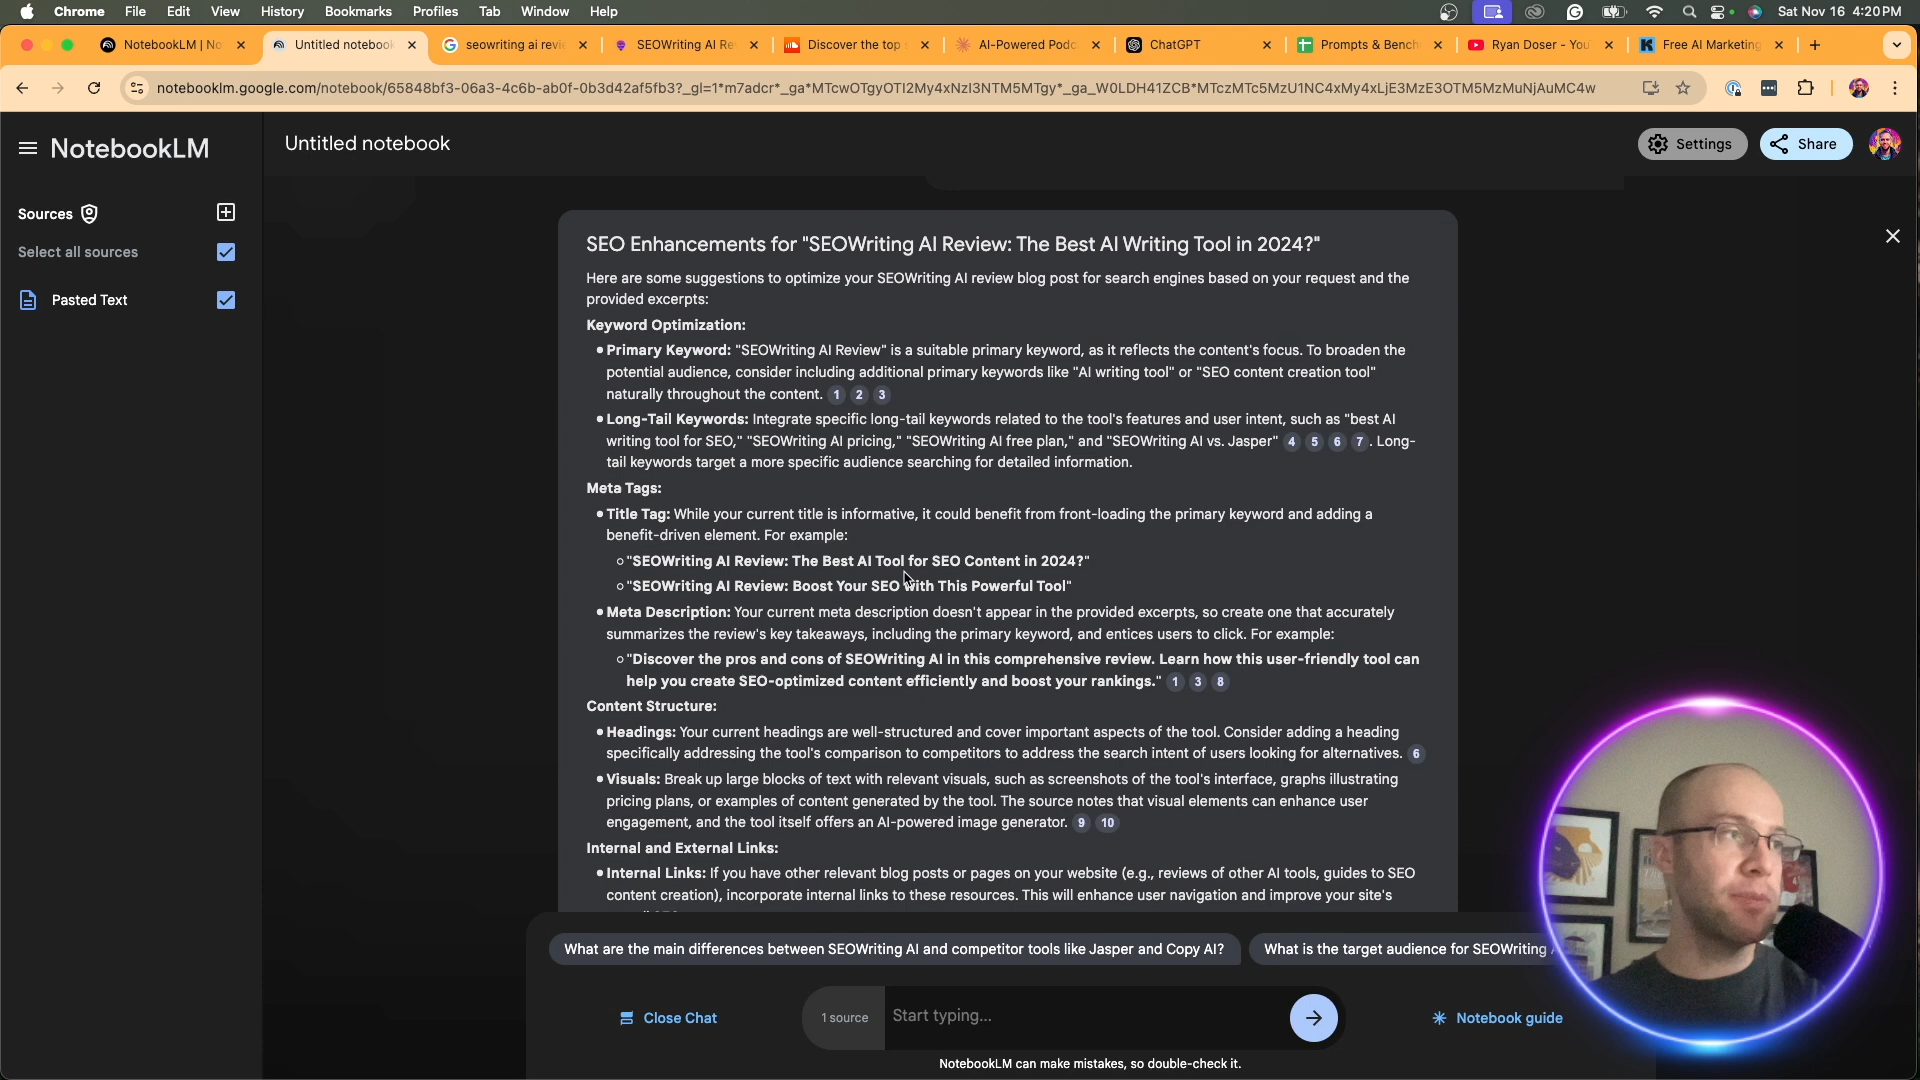 Chrome File Edit View History Bookmarks Profiles Tab Window Help Sat Nov 16 4:20 PM
NotebookLM | No Untitled notebook seowriting ai revie SEOWriting AI Re Discover the top AI-Powered Podc ChatGPT Prompts & Bench Ryan Doser - You Free AI Marketing
notebooklm.google.com/notebook/65848bf3-06a3-4c6b-ab0f-0b3d42af5fb3?_gl=1*m7adcr*_ga*MTcwOTgyOTI2My4xNzI3NTM5MTgy*_ga_W0LDH41ZCB*MTczMTc5MzU1NC4xMy4xLjE3MzE3OTM5MzMuNjAuMC4w
NotebookLM
Untitled notebook
Settings
Share
Sources
Select all sources
Pasted Text
SEO Enhancements for "SEOWriting AI Review: The Best AI Writing Tool in 2024?"
Here are some suggestions to optimize your SEOWriting AI review blog post for search engines based on your request and the
provided excerpts:
Keyword Optimization:
• Primary Keyword: "SEOWriting AI Review" is a suitable primary keyword, as it reflects the content's focus. To broaden the
potential audience, consider including additional primary keywords like "AI writing tool" or "SEO content creation tool"
naturally throughout the content. 1 2 3
• Long-Tail Keywords: Integrate specific long-tail keywords related to the tool's features and user intent, such as "best AI
writing tool for SEO," "SEOWriting AI pricing," "SEOWriting AI free plan," and "SEOWriting AI vs. Jasper" 4 5 6 7 . Long-
tail keywords target a more specific audience searching for detailed information.
Meta Tags:
• Title Tag: While your current title is informative, it could benefit from front-loading the primary keyword and adding a
benefit-driven element. For example:
○ "SEOWriting AI Review: The Best AI Tool for SEO Content in 2024?"
○ "SEOWriting AI Review: Boost Your SEO with This Powerful Tool"
• Meta Description: Your current meta description doesn't appear in the provided excerpts, so create one that accurately
summarizes the review's key takeaways, including the primary keyword, and entices users to click. For example:
○ "Discover the pros and cons of SEOWriting AI in this comprehensive review. Learn how this user-friendly tool can
help you create SEO-optimized content efficiently and boost your rankings." 1 3 8
Content Structure:
• Headings: Your current headings are well-structured and cover important aspects of the tool. Consider adding a heading
specifically addressing the tool's comparison to competitors to address the search intent of users looking for alternatives. 6
• Visuals: Break up large blocks of text with relevant visuals, such as screenshots of the tool's interface, graphs illustrating
pricing plans, or examples of content generated by the tool. The source notes that visual elements can enhance user
engagement, and the tool itself offers an AI-powered image generator. 9 10
Internal and External Links:
• Internal Links: If you have other relevant blog posts or pages on your website (e.g., reviews of other AI tools, guides to SEO
content creation), incorporate internal links to these resources. This will enhance user navigation and improve your site's
What are the main differences between SEOWriting AI and competitor tools like Jasper and Copy AI?
What is the target audience for SEOWriting
Close Chat
1 source
Start typing...
Notebook guide
NotebookLM can make mistakes, so double-check it.